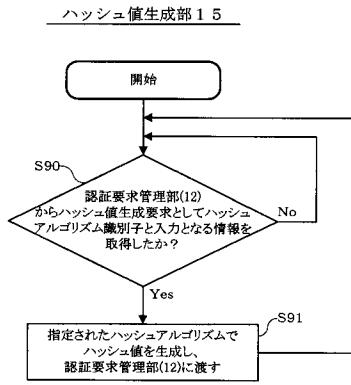 ハッシュ値生成部１５
開始
S90
認証要求管理部(12)
からハッシュ値生成要求としてハッシュ
アルゴリズム識別子と入力となる情報を
取得したか？
No
Yes
S91
指定されたハッシュアルゴリズムで
ハッシュ値を生成し、
認証要求管理部(12)に渡す